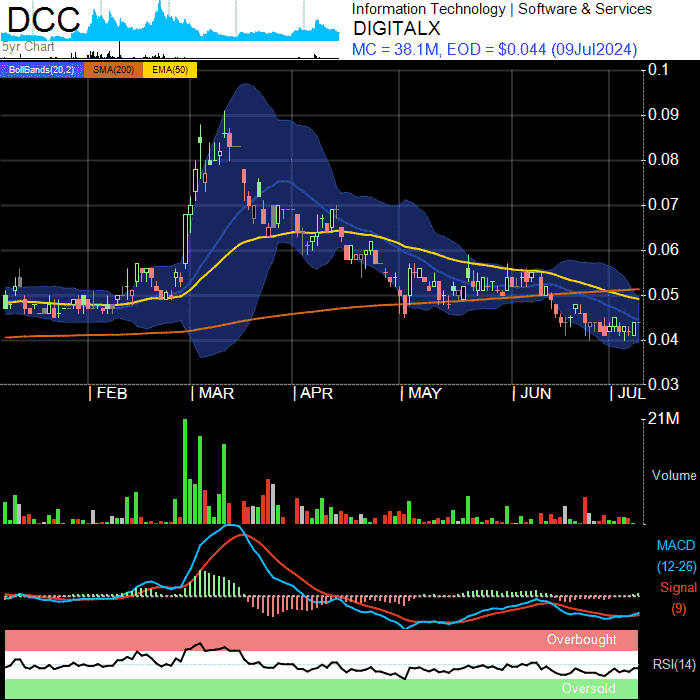 DCC
5yr Chart
Information Technology | Software & Services
DIGITALX
MC = 38.1M, EOD = $0.044 (09Jul2024)
BollBands(20,2) SMA(200) EMA(50)
0.1
0.09
0.08
0.07
0.06
0.05
0.04
0.03
FEB MAR APR MAY JUN JUL
21M
Volume
MACD
(12-26)
Signal
(9)
Overbought
RSI(14)
Oversold